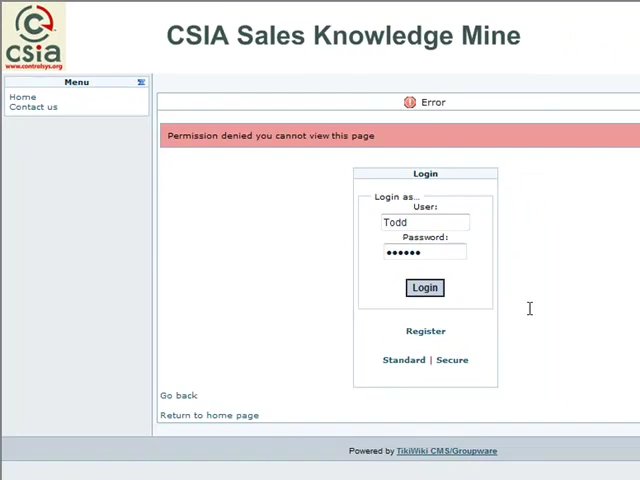 csia
www.controlsys.org
CSIA Sales Knowledge Mine
Menu
Home
Contact us
Error
Permission denied you cannot view this page
Login
Login as...
User:
Todd
Password:
••••••
Login
Register
Standard | Secure
Go back
Return to home page
Powered by TikiWiki CMS/Groupware